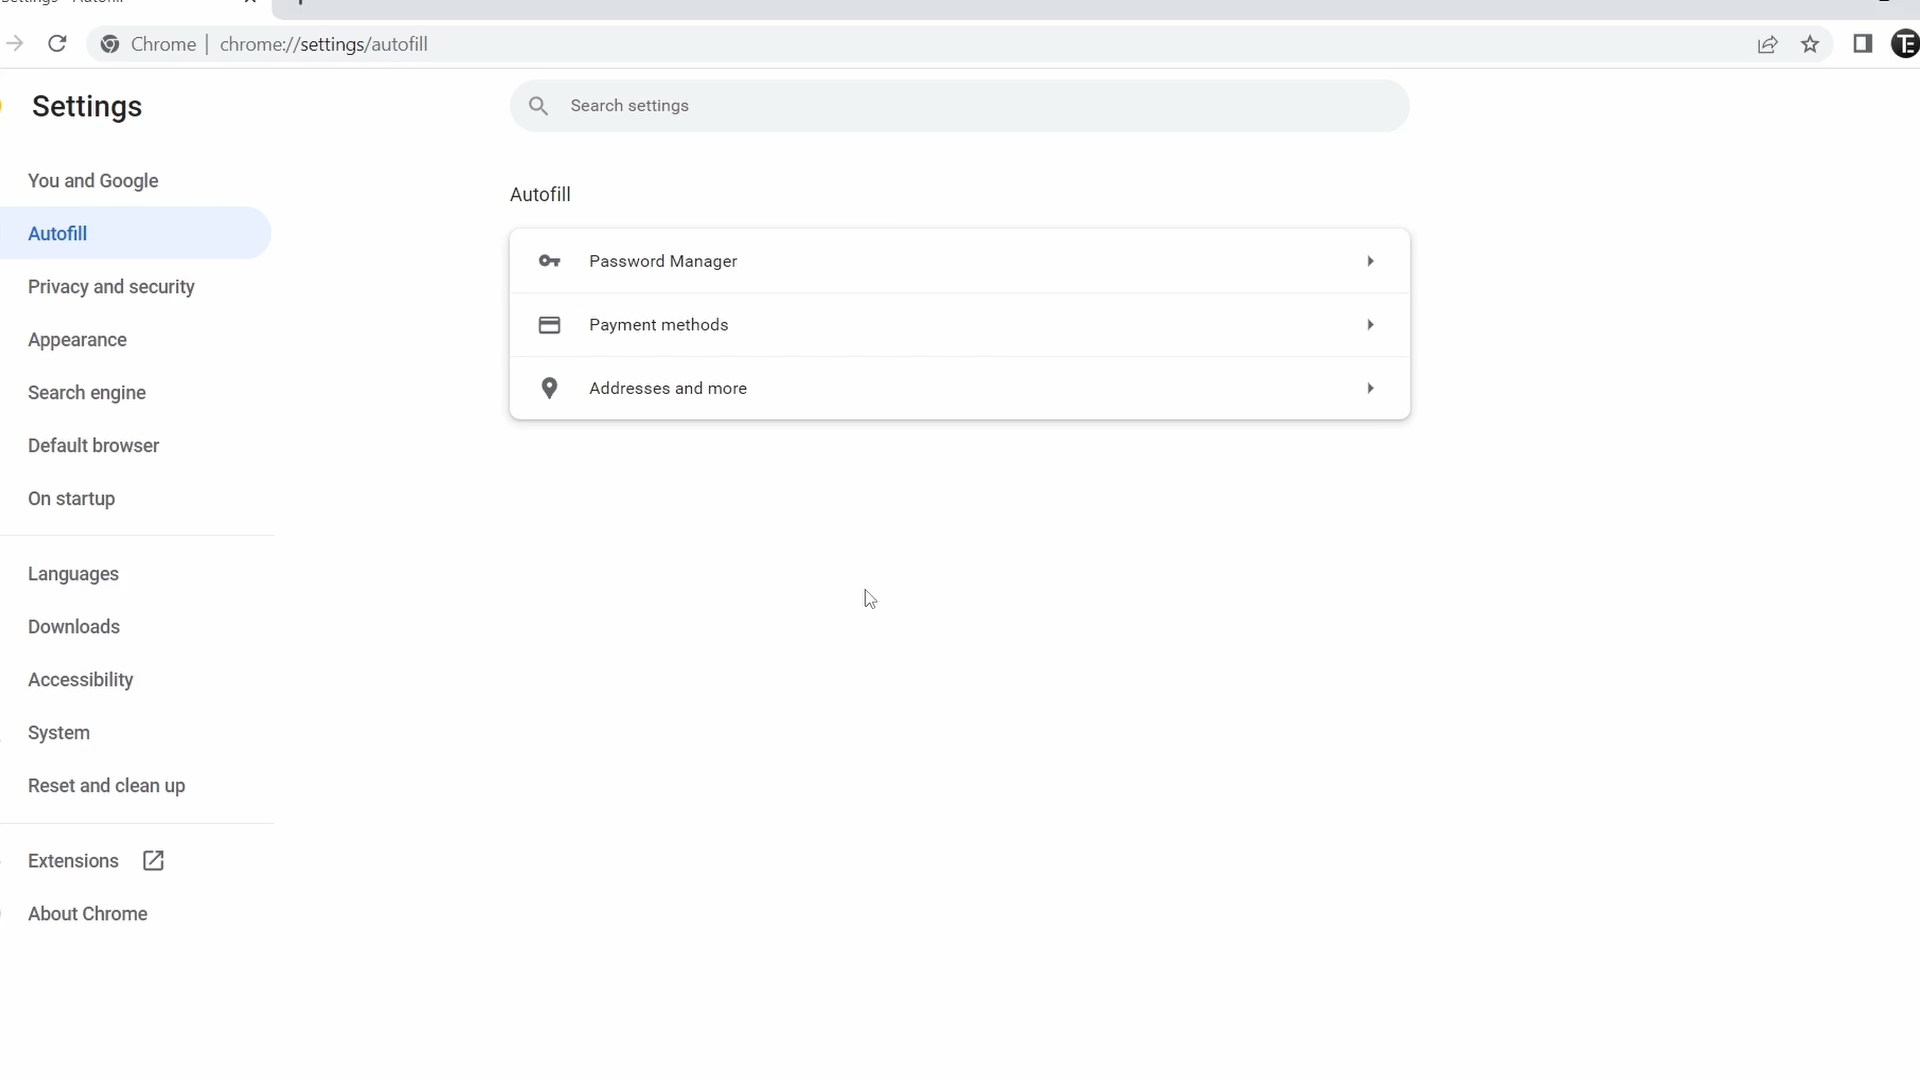 Chrome | chrome://settings/autofill
TE
Settings
Search settings
You and Google
Autofill
Privacy and security
Appearance
Search engine
Default browser
On startup
Languages
Downloads
Accessibility
System
Reset and clean up
Extensions
About Chrome
Autofill
Password Manager
Payment methods
Addresses and more